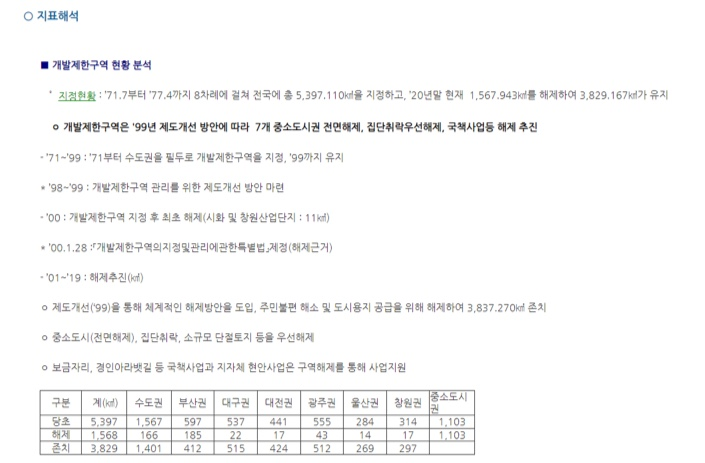 ○ 지표해석
■ 개발제한구역 현황 분석
* 지정현황 : '71.7부터 '77.4까지 8차례에 걸쳐 전국에 총 5,397.110㎢을 지정하고, '20년말 현재 1,567.943㎢를 해제하여 3,829.167㎢가 유지
ο 개발제한구역은 '99년 제도개선 방안에 따라 7개 중소도시권 전면해제, 집단취락우선해제, 국책사업등 해제 추진
- '71~'99 : '71부터 수도권을 필두로 개발제한구역을 지정, '99까지 유지
* '98~'99 : 개발제한구역 관리를 위한 제도개선 방안 마련
- '00 : 개발제한구역 지정 후 최초 해제(시화 및 창원산업단지 : 11㎢)
* '00.1.28 :「개발제한구역의지정및관리에관한특별법」제정(해제근거)
- '01~'19 : 해제추진(㎢)
ο 제도개선('99)을 통해 체계적인 해제방안을 도입, 주민불편 해소 및 도시용지 공급을 위해 해제하여 3,837.270㎢ 존치
ο 중소도시(전면해제), 집단취락, 소규모 단절토지 등을 우선해제
ο 보금자리, 경인아라뱃길 등 국책사업과 지자체 현안사업은 구역해제를 통해 사업지원
구분 계(㎢) 수도권 부산권 대구권 대전권 광주권 울산권 창원권 중소도시권
당초 5,397 1,567 597 537 441 555 284 314 1,103
해제 1,568 166 185 22 17 43 14 17 1,103
존치 3,829 1,401 412 515 424 512 269 297